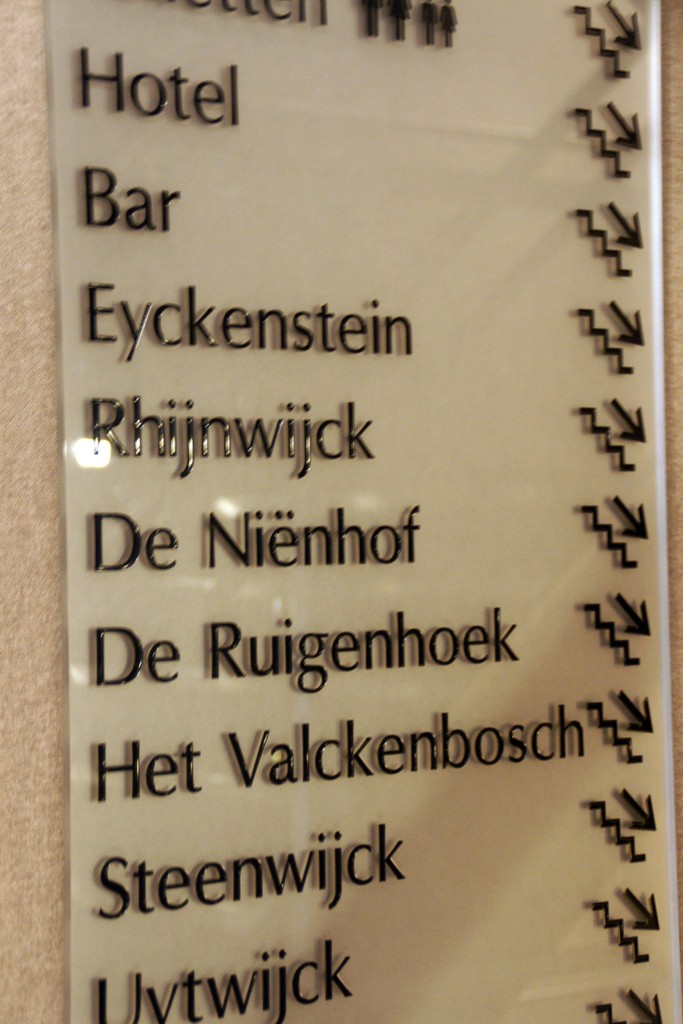 Hotel
Bar
Eyckenstein
Rhijnwijck
De Niënhof
De Ruigenhoek
Het Valckenbosch
Steenwijck
Uytwijck